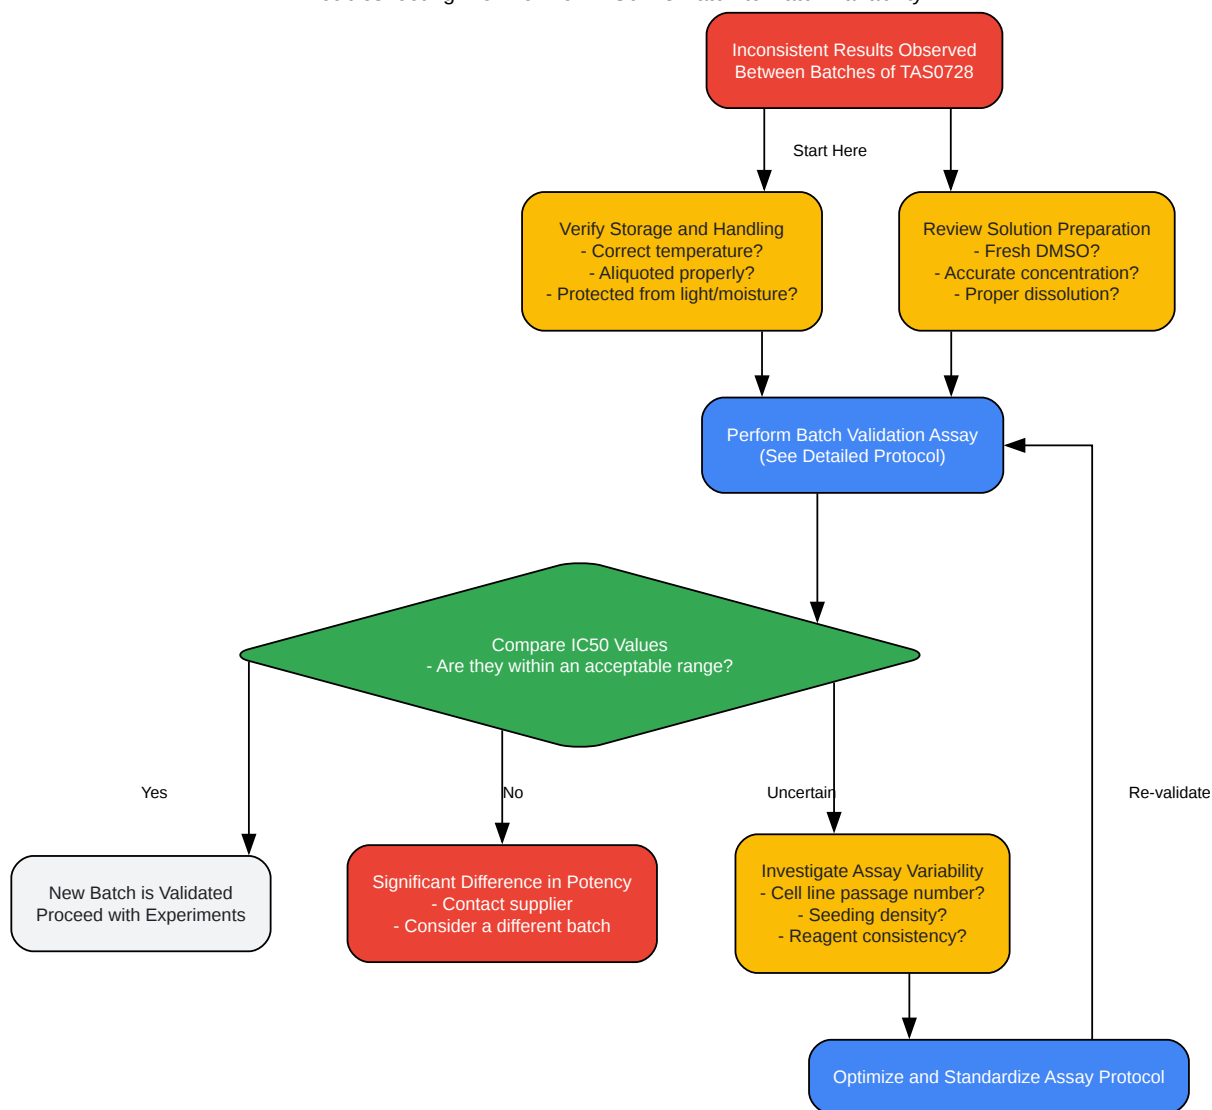 Inconsistent Results Observed
Between Batches of TAS0728
Start Here
Verify Storage and Handling
- Correct temperature?
- Aliquoted properly?
- Protected from light/moisture?
Review Solution Preparation
- Fresh DMSO?
- Accurate concentration?
- Proper dissolution?
Perform Batch Validation Assay
(See Detailed Protocol)
Compare IC50 Values
- Are they within an acceptable range?
Yes
No
Uncertain
Re-validate
New Batch is Validated
Proceed with Experiments
Significant Difference in Potency
- Contact supplier
- Consider a different batch
Investigate Assay Variability
- Cell line passage number?
- Seeding density?
- Reagent consistency?
Optimize and Standardize Assay Protocol